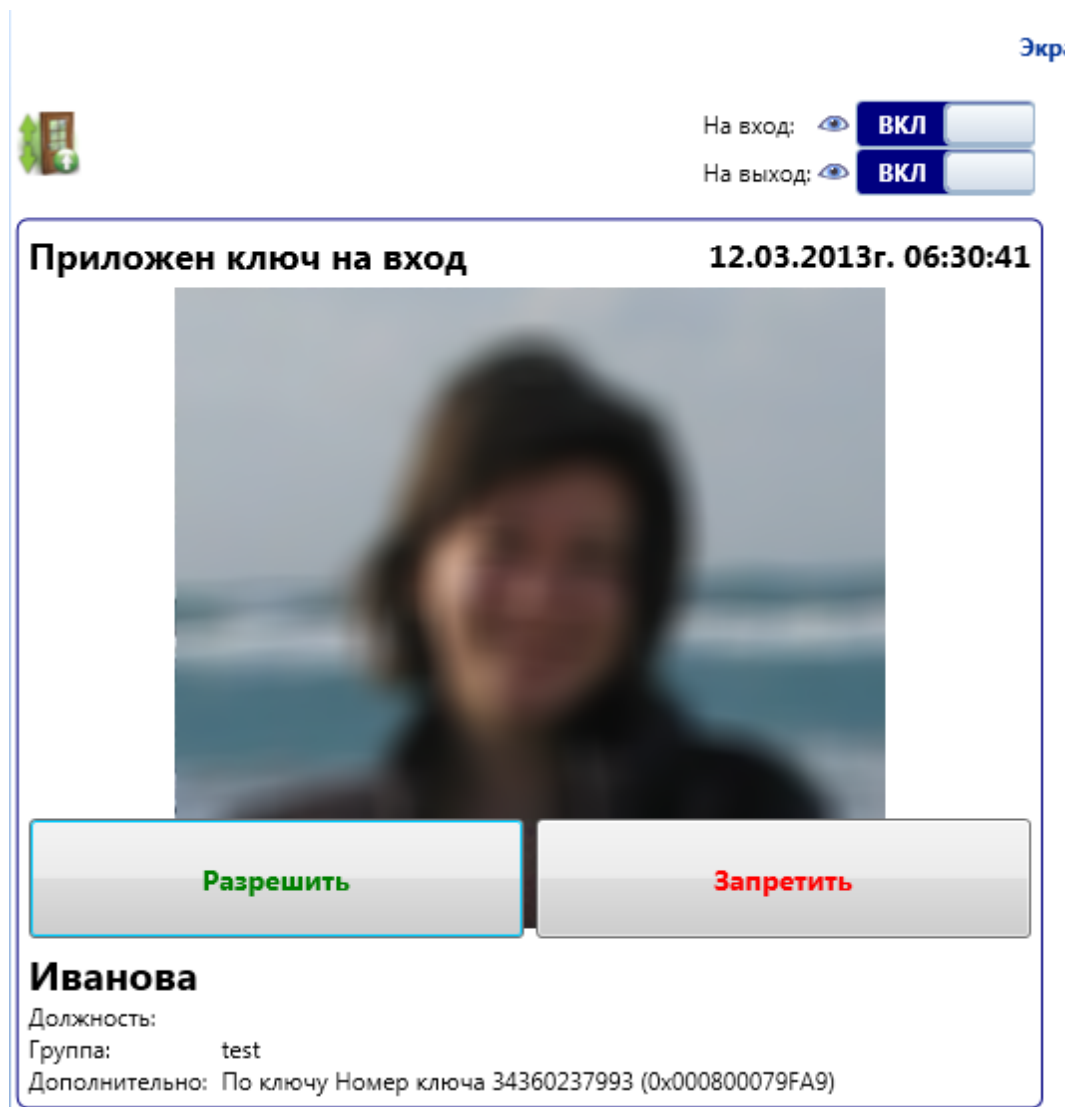 Экра
На вход: ВКЛ
На выход: ВКЛ
Приложен ключ на вход 12.03.2013г. 06:30:41
Разрешить Запретить
Иванова
Должность:
Группа: test
Дополнительно: По ключу Номер ключа 34360237993 (0x000800079FA9)